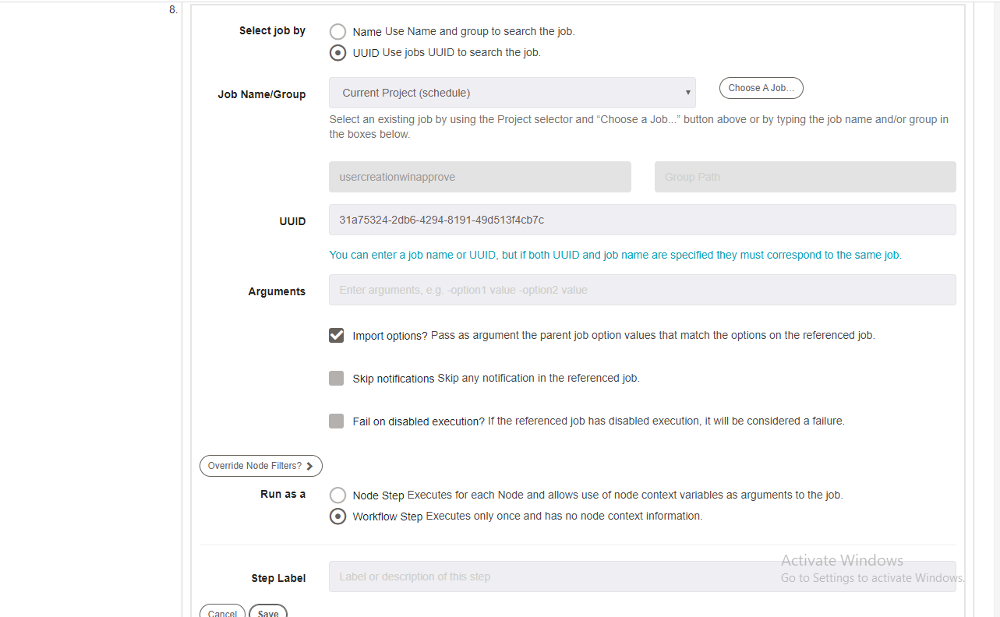 8.
Select job by
Name Use Name and group to search the job.
UUID Use jobs UUID to search the job.
Job Name/Group
Current Project (schedule)
Choose A Job...
Select an existing job by using the Project selector and “Choose a Job...” button above or by typing the job name and/or group in
the boxes below.
usercreationwinapprove
Group Path
UUID
31a75324-2db6-4294-8191-49d513f4cb7c
You can enter a job name or UUID, but if both UUID and job name are specified they must correspond to the same job.
Arguments
Enter arguments, e.g. -option1 value -option2 value
Import options? Pass as argument the parent job option values that match the options on the referenced job.
Skip notifications Skip any notification in the referenced job.
Fail on disabled execution? If the referenced job has disabled execution, it will be considered a failure.
Override Node Filters?
Run as a
Node Step Executes for each Node and allows use of node context variables as arguments to the job.
Workflow Step Executes only once and has no node context information.
Activate Windows
Go to Settings to activate Windows.
Step Label
Label or description of this step
Cancel
Save